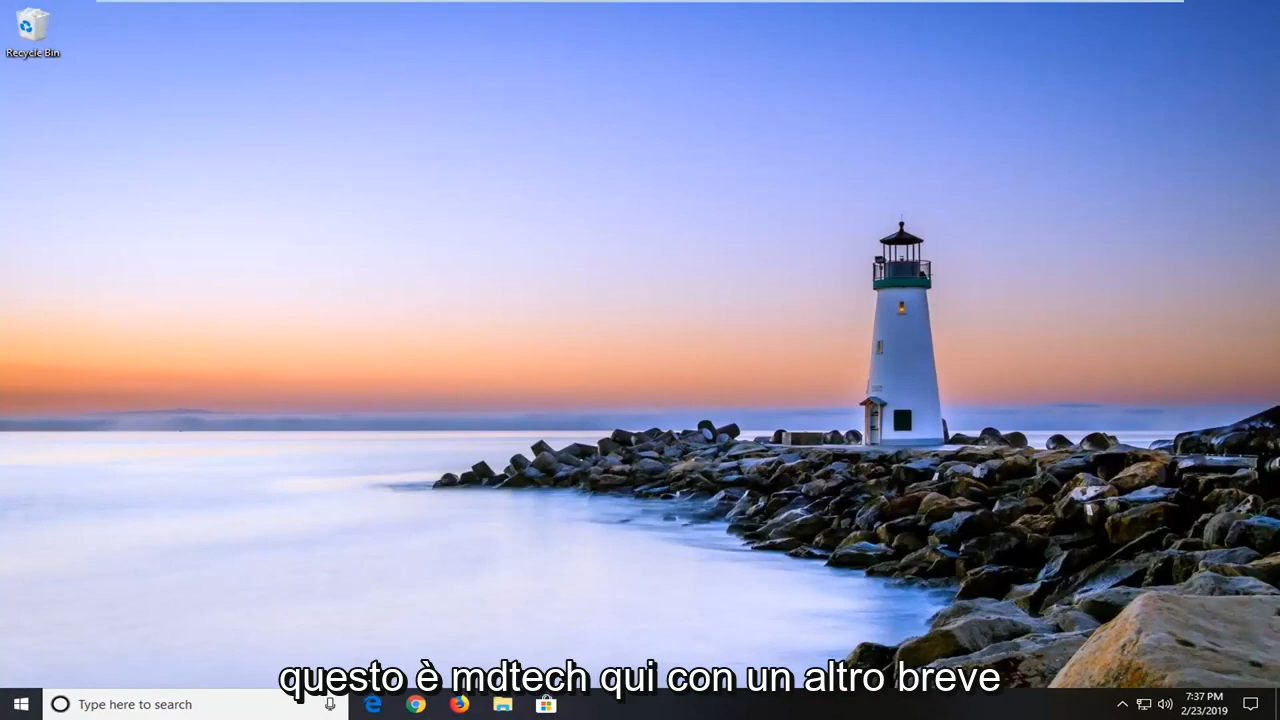 Recycle Bin
questo è mdtech qui con un altro breve
Type here to search
7:37 PM
2/23/2019